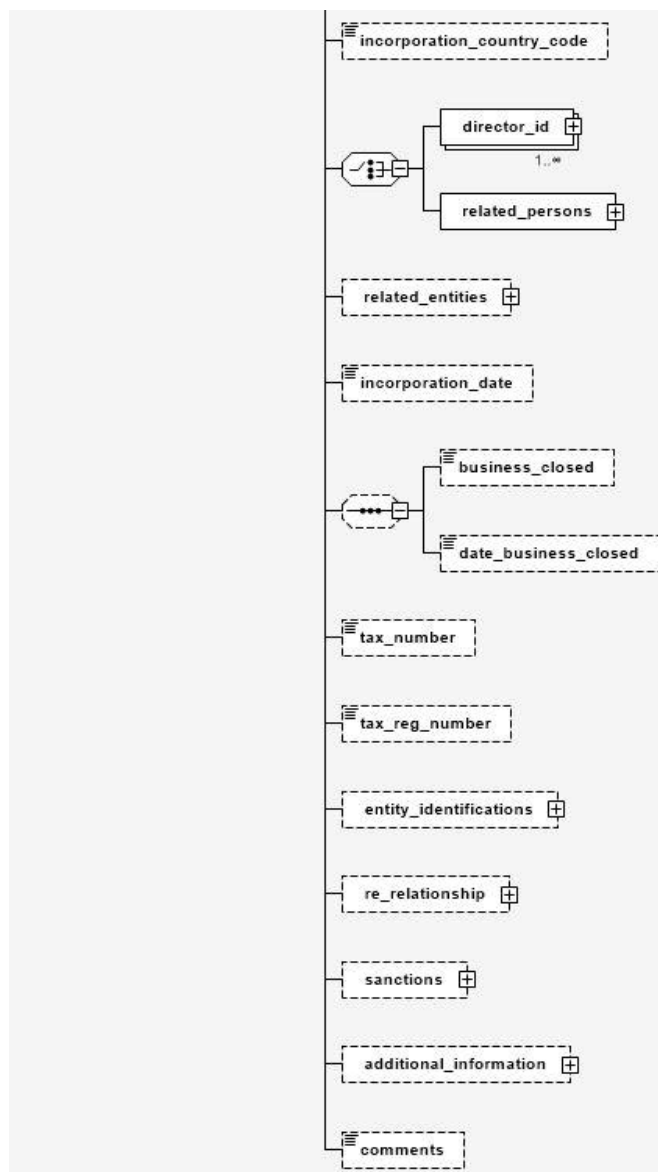 incorporation_country_code
director_id
1..∞
related_persons
related_entities
incorporation_date
business_closed
date_business_closed
tax_number
tax_reg_number
entity_identifications
re_relationship
sanctions
additional_information
comments